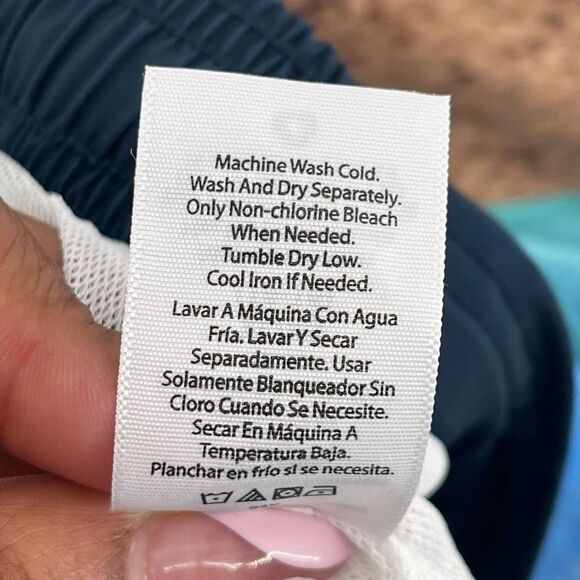 Machine Wash Cold.
Wash And Dry Separately.
Only Non-chlorine Bleach
When Needed.
Tumble Dry Low.
Cool Iron If Needed.
Lavar A Máquina Con Agua
Fría. Lavar Y Secar
Separadamente. Usar
Solamente Blanqueador Sin
Cloro Cuando Se Necesite.
Secar En Máquina A
Temperatura Baja.
Planchar en frío si se necesita.